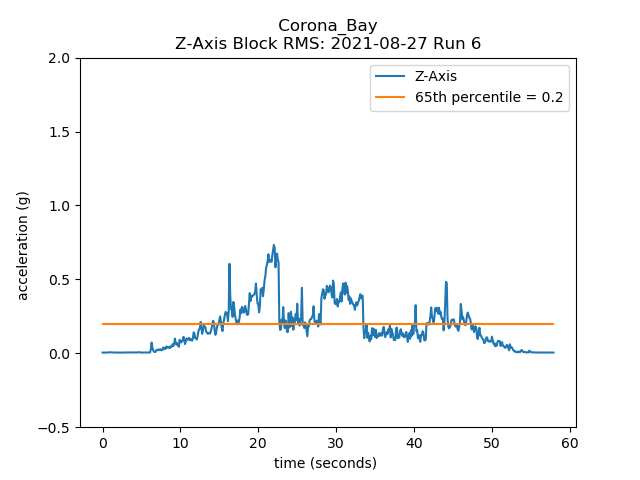 Corona_Bay
Z-Axis Block RMS: 2021-08-27 Run 6
Z-Axis
65th percentile = 0.2
acceleration (g)
2.0
1.5
1.0
0.5
0.0
−0.5
0 10 20 30 40 50 60
time (seconds)